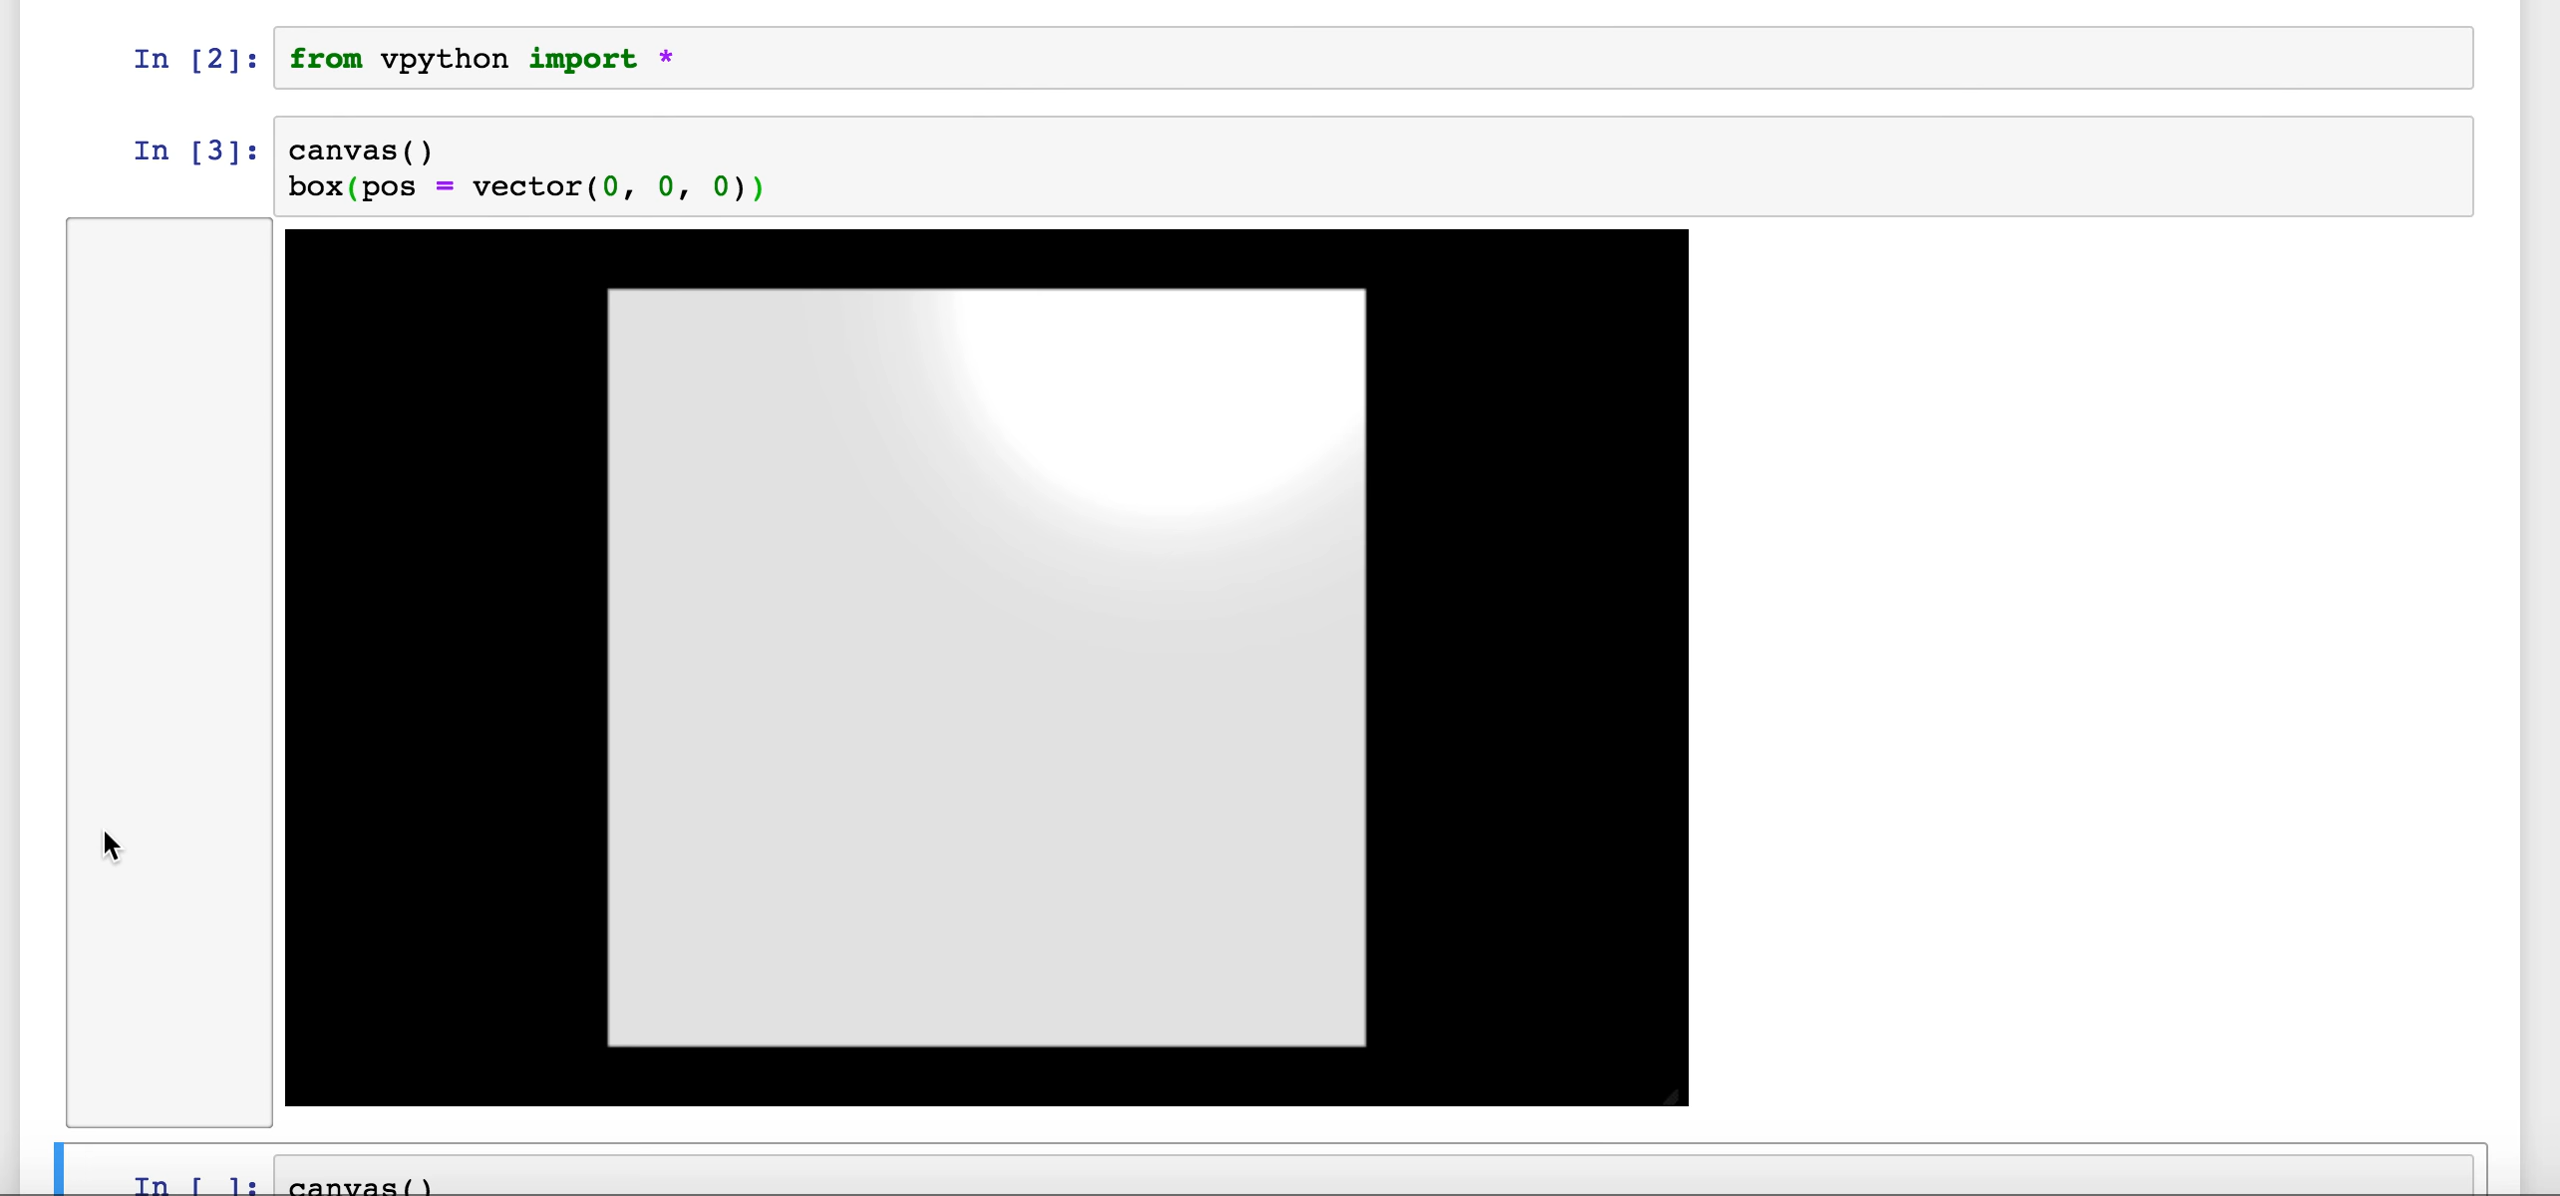 In [2]: from vpython import *
In [3]: canvas()
box(pos = vector(0, 0, 0))
In [ ]: canvas()